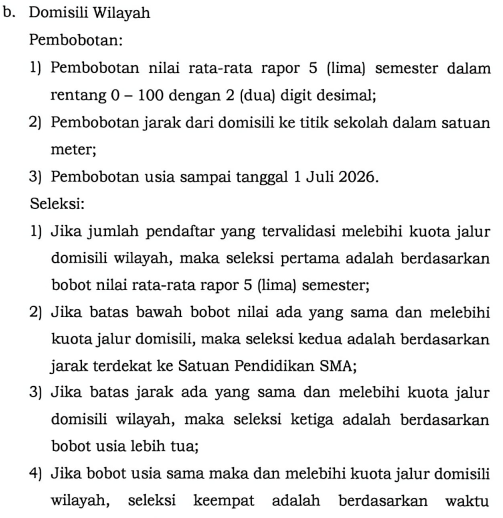 b. Domisili Wilayah
Pembobotan:
1) Pembobotan nilai rata-rata rapor 5 (lima) semester dalam
rentang 0 – 100 dengan 2 (dua) digit desimal;
2) Pembobotan jarak dari domisili ke titik sekolah dalam satuan
meter;
3) Pembobotan usia sampai tanggal 1 Juli 2026.
Seleksi:
1) Jika jumlah pendaftar yang tervalidasi melebihi kuota jalur
domisili wilayah, maka seleksi pertama adalah berdasarkan
bobot nilai rata-rata rapor 5 (lima) semester;
2) Jika batas bawah bobot nilai ada yang sama dan melebihi
kuota jalur domisili, maka seleksi kedua adalah berdasarkan
jarak terdekat ke Satuan Pendidikan SMA;
3) Jika batas jarak ada yang sama dan melebihi kuota jalur
domisili wilayah, maka seleksi ketiga adalah berdasarkan
bobot usia lebih tua;
4) Jika bobot usia sama maka dan melebihi kuota jalur domisili
wilayah, seleksi keempat adalah berdasarkan waktu